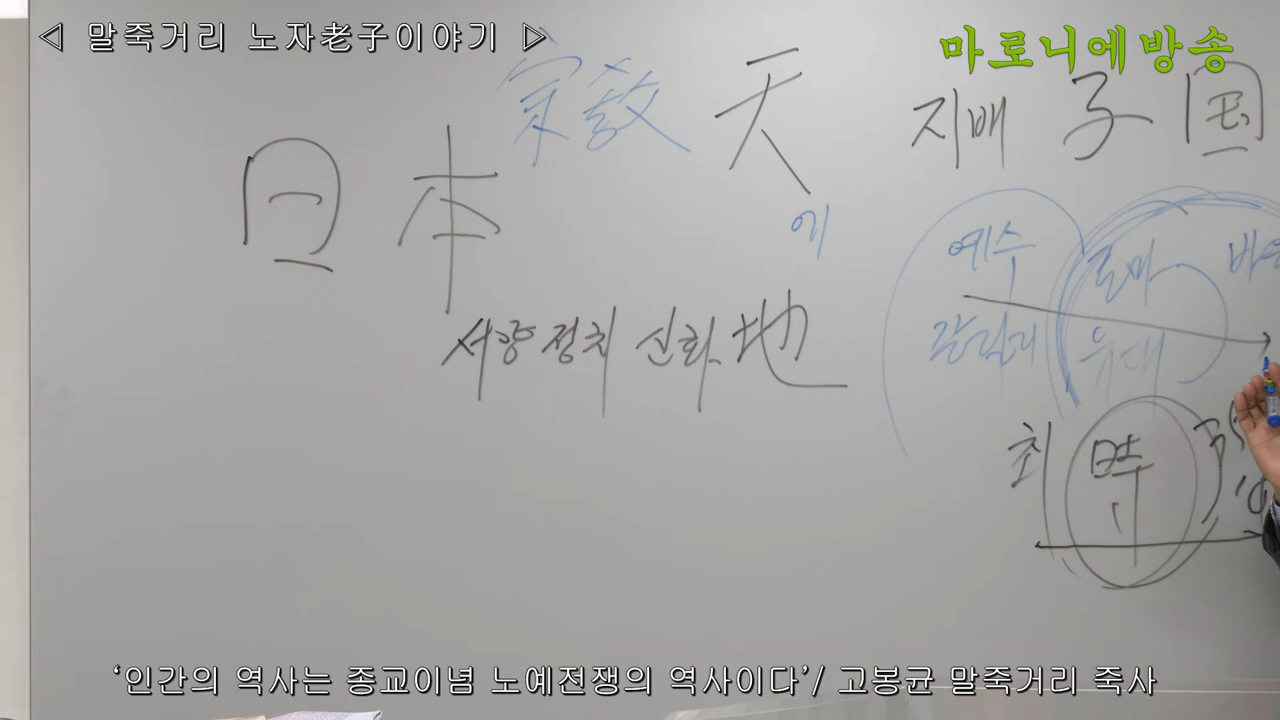 ◁ 말죽거리 노자老子이야기 ▷
마로니에방송
宗教 天 지배 子 国
日本
에
예수 로마
갈릴리 유대
서양 정치 신화 地
최
‘인간의 역사는 종교이념 노예전쟁의 역사이다’/ 고봉균 말죽거리 죽사